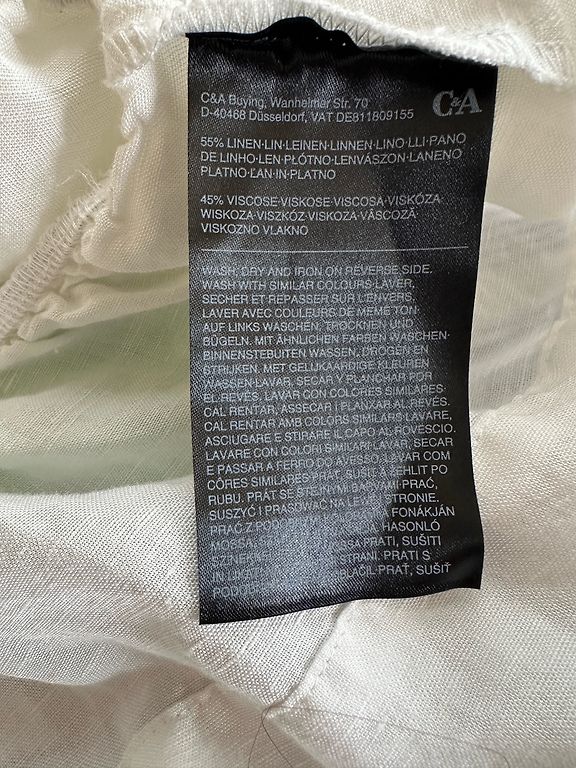 C&A Buying, Wanheimer Str. 70
D-40468 Düsseldorf, VAT DE811809155
C&A
55% LINEN·LIN·LEINEN·LINNEN·LINO·LLI·PANO
DE LINHO·LEN·PŁÓTNO·LENVÁSZON·LANENO
PLATNO·ĽAN·IN·PLATNO
45% VISCOSE·VISKOSE·VISCOSA·VISKÓZA·
WISKOZA·VISZKÓZ·VISKOZA·VÂSCOZĂ·
VISKOZNO VLAKNO
WASH, DRY AND IRON ON REVERSE SIDE.
WASH WITH SIMILAR COLOURS·LAVER,
SECHER ET REPASSER SUR L'ENVERS.
LAVER AVEC COULEURS DE MEME TON
AUF LINKS WASCHEN, TROCKNEN UND
BÜGELN. MIT ÄHNLICHEN FARBEN WASCHEN·
BINNENSTEBUITEN WASSEN, DROGEN EN
STRIJKEN. MET GELIJKAARDIGE KLEUREN
WASSEN·LAVAR, SECAR Y PLANCHAR POR
EL REVÉS. LAVAR CON COLORES SIMILARES·
CAL RENTAR, ASSECAR I PLANXAR AL REVÉS.
CAL RENTAR AMB COLORS SIMILARS·LAVARE,
ASCIUGARE E STIRARE IL CAPO AL ROVESCIO.
LAVARE CON COLORI SIMILARI·LAVAR, SECAR
E PASSAR A FERRO DO AVESSO. LAVAR COM
CÔRES SIMILARES·PRÁT, SUŠIT A ŽEHLIT PO
RUBU. PRÁT SE STEJNÝMI BARVAMI·PRAĆ,
SUSZYĆ I PRASOWAĆ NA LEWEJ STRONIE.
PRAĆ Z FONÁKJÁN
HASONLÓ
PRATI, SUŠITI
STRANI. PRATI S
PRAŤ, SUŠIŤ